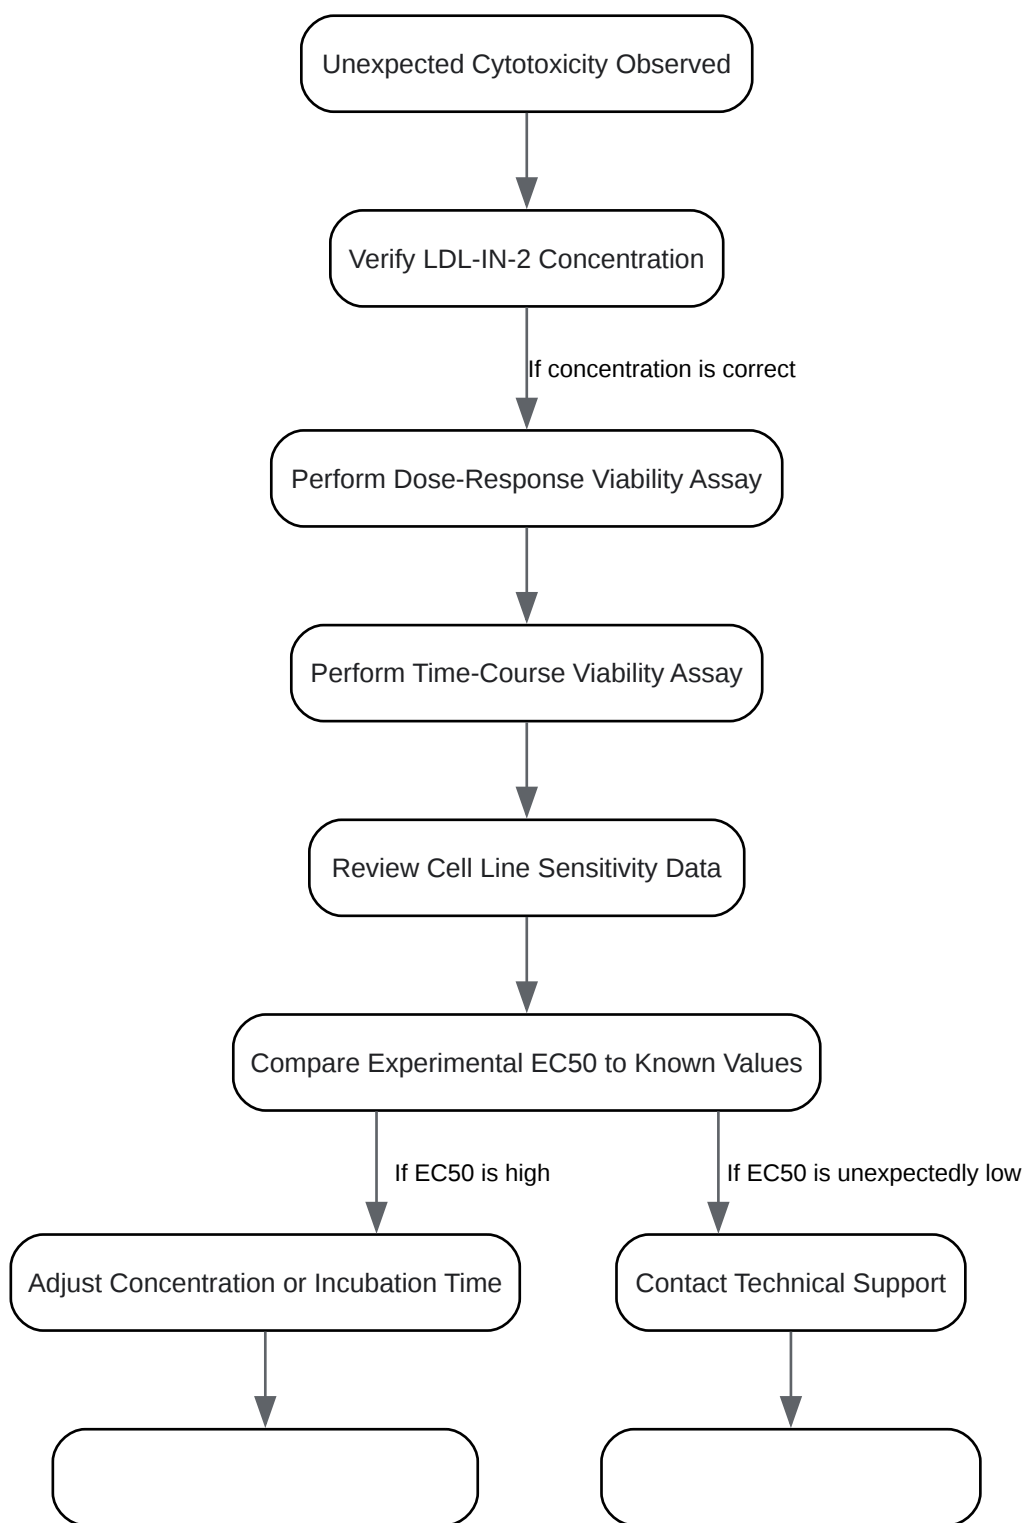 Unexpected Cytotoxicity Observed
Verify LDL-IN-2 Concentration
If concentration is correct
Perform Dose-Response Viability Assay
Perform Time-Course Viability Assay
Review Cell Line Sensitivity Data
Compare Experimental EC50 to Known Values
If EC50 is high
If EC50 is unexpectedly low
Adjust Concentration or Incubation Time
Contact Technical Support